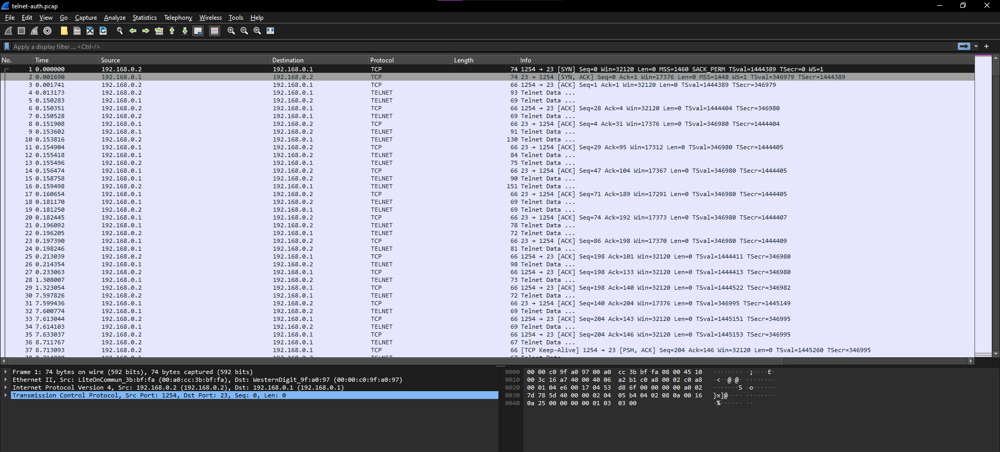 telnet-auth.pcap
File Edit View Go Capture Analyze Statistics Telephony Wireless Tools Help
Apply a display filter ... <Ctrl-/>
No. Time Source Destination Protocol Length Info
1 0.000000 192.168.0.2 192.168.0.1 TCP 74 1254 → 23 [SYN] Seq=0 Win=32120 Len=0 MSS=1460 SACK_PERM TSval=1444389 TSecr=0 WS=1
2 0.001690 192.168.0.1 192.168.0.2 TCP 74 23 → 1254 [SYN, ACK] Seq=0 Ack=1 Win=17376 Len=0 MSS=1448 WS=1 TSval=346979 TSecr=1444389
3 0.001741 192.168.0.2 192.168.0.1 TCP 66 1254 → 23 [ACK] Seq=1 Ack=1 Win=32120 Len=0 TSval=1444389 TSecr=346979
4 0.013173 192.168.0.2 192.168.0.1 TELNET 93 Telnet Data ...
5 0.150283 192.168.0.1 192.168.0.2 TELNET 69 Telnet Data ...
6 0.150351 192.168.0.2 192.168.0.1 TCP 66 1254 → 23 [ACK] Seq=28 Ack=4 Win=32120 Len=0 TSval=1444404 TSecr=346980
7 0.150528 192.168.0.2 192.168.0.1 TELNET 69 Telnet Data ...
8 0.151908 192.168.0.1 192.168.0.2 TCP 66 23 → 1254 [ACK] Seq=4 Ack=31 Win=17376 Len=0 TSval=346980 TSecr=1444404
9 0.153602 192.168.0.1 192.168.0.2 TELNET 91 Telnet Data ...
10 0.153816 192.168.0.2 192.168.0.1 TELNET 130 Telnet Data ...
11 0.154904 192.168.0.1 192.168.0.2 TCP 66 23 → 1254 [ACK] Seq=29 Ack=95 Win=17312 Len=0 TSval=346980 TSecr=1444405
12 0.155418 192.168.0.1 192.168.0.2 TELNET 84 Telnet Data ...
13 0.155496 192.168.0.2 192.168.0.1 TELNET 75 Telnet Data ...
14 0.156474 192.168.0.1 192.168.0.2 TCP 66 23 → 1254 [ACK] Seq=47 Ack=104 Win=17367 Len=0 TSval=346980 TSecr=1444405
15 0.158758 192.168.0.1 192.168.0.2 TELNET 90 Telnet Data ...
16 0.159498 192.168.0.2 192.168.0.1 TELNET 151 Telnet Data ...
17 0.160654 192.168.0.1 192.168.0.2 TCP 66 23 → 1254 [ACK] Seq=71 Ack=189 Win=17291 Len=0 TSval=346980 TSecr=1444405
18 0.181170 192.168.0.1 192.168.0.2 TELNET 69 Telnet Data ...
19 0.181250 192.168.0.2 192.168.0.1 TELNET 69 Telnet Data ...
20 0.182445 192.168.0.1 192.168.0.2 TCP 66 23 → 1254 [ACK] Seq=74 Ack=192 Win=17373 Len=0 TSval=346980 TSecr=1444407
21 0.196092 192.168.0.1 192.168.0.2 TELNET 78 Telnet Data ...
22 0.196205 192.168.0.2 192.168.0.1 TELNET 72 Telnet Data ...
23 0.197390 192.168.0.1 192.168.0.2 TCP 66 23 → 1254 [ACK] Seq=86 Ack=198 Win=17370 Len=0 TSval=346980 TSecr=1444409
24 0.198246 192.168.0.1 192.168.0.2 TELNET 81 Telnet Data ...
25 0.213039 192.168.0.2 192.168.0.1 TCP 66 1254 → 23 [ACK] Seq=198 Ack=101 Win=32120 Len=0 TSval=1444411 TSecr=346980
26 0.214354 192.168.0.1 192.168.0.2 TELNET 98 Telnet Data ...
27 0.233063 192.168.0.2 192.168.0.1 TCP 66 1254 → 23 [ACK] Seq=198 Ack=133 Win=32120 Len=0 TSval=1444413 TSecr=346980
28 1.308007 192.168.0.1 192.168.0.2 TELNET 73 Telnet Data ...
29 1.323054 192.168.0.2 192.168.0.1 TCP 66 1254 → 23 [ACK] Seq=198 Ack=140 Win=32120 Len=0 TSval=1444522 TSecr=346982
30 7.597826 192.168.0.2 192.168.0.1 TELNET 72 Telnet Data ...
31 7.599436 192.168.0.1 192.168.0.2 TCP 66 23 → 1254 [ACK] Seq=140 Ack=204 Win=17376 Len=0 TSval=346995 TSecr=1445149
32 7.600774 192.168.0.1 192.168.0.2 TELNET 69 Telnet Data ...
33 7.613044 192.168.0.2 192.168.0.1 TCP 66 1254 → 23 [ACK] Seq=204 Ack=143 Win=32120 Len=0 TSval=1445151 TSecr=346995
34 7.614103 192.168.0.1 192.168.0.2 TELNET 69 Telnet Data ...
35 7.633037 192.168.0.2 192.168.0.1 TCP 66 1254 → 23 [ACK] Seq=204 Ack=146 Win=32120 Len=0 TSval=1445153 TSecr=346995
36 8.711767 192.168.0.2 192.168.0.1 TELNET 67 Telnet Data ...
37 8.713093 192.168.0.2 192.168.0.1 TCP 66 [TCP Keep-Alive] 1254 → 23 [PSH, ACK] Seq=204 Ack=146 Win=32120 Len=0 TSval=1445260 TSecr=346995
Frame 1: 74 bytes on wire (592 bits), 74 bytes captured (592 bits)
Ethernet II, Src: LiteOnCommun_3b:bf:fa (00:a0:cc:3b:bf:fa), Dst: WesternDigit_9f:a0:97 (00:00:c0:9f:a0:97)
Internet Protocol Version 4, Src: 192.168.0.2 (192.168.0.2), Dst: 192.168.0.1 (192.168.0.1)
Transmission Control Protocol, Src Port: 1254, Dst Port: 23, Seq: 0, Len: 0
0000 00 00 c0 9f a0 97 00 a0 cc 3b bf fa 08 00 45 10 ········ ·;····E·
0010 00 3c 16 a7 40 00 40 06 a2 b1 c0 a8 00 02 c0 a8 ·<··@·@· ········
0020 00 01 04 e6 00 17 04 53 d8 6f 00 00 00 00 a0 02 ·······S ·o······
0030 7d 78 5d 40 00 00 02 04 05 b4 04 02 08 0a 00 16 }x]@···· ········
0040 0a 25 00 00 00 00 01 03 03 00 ·%······ ··